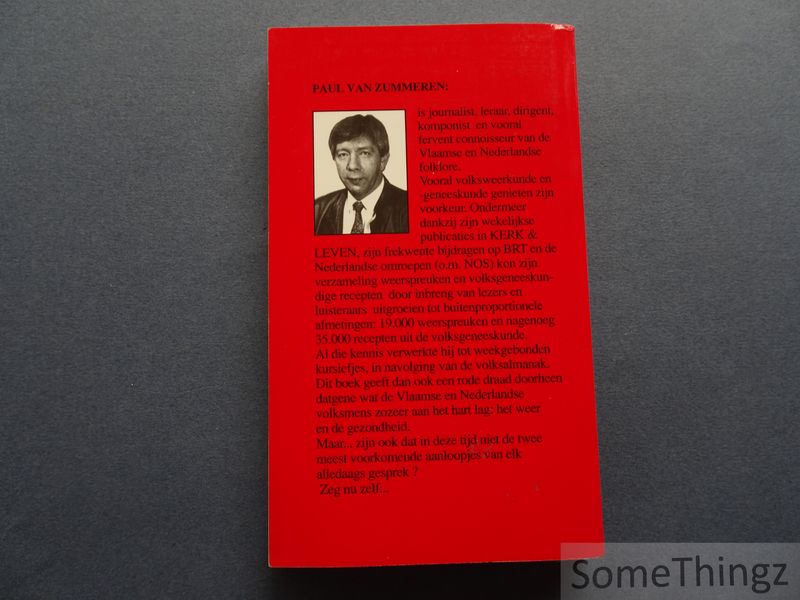 PAUL VAN ZUMMEREN:
is journalist, leraar, dirigent,
komponist en vooral
fervent connoisseur van de
Vlaamse en Nederlandse
folklore.
Vooral volksweerkunde en
-geneeskunde genieten zijn
voorkeur. Ondermeer
dankzij zijn wekelijkse
publicaties in KERK &
LEVEN, zijn frekwente bijdragen op BRT en de
Nederlandse omroepen (o.m. NOS) kon zijn
verzameling weerspreuken en volksgeneeskun-
dige recepten door inbreng van lezers en
luisteraars uitgroeien tot buitenproportionele
afmetingen: 19.000 weerspreuken en nagenoeg
35.000 recepten uit de volksgeneeskunde.
Al die kennis verwerkte hij tot weekgebonden
kursiefjes, in navolging van de volksalmanak.
Dit boek geeft dan ook een rode draad doorheen
datgene wat de Vlaamse en Nederlandse
volksmens zozeer aan het hart lag: het weer
en de gezondheid.
Maar... zijn ook dat in deze tijd niet de twee
meest voorkomende aanloopjes van elk
alledaags gesprek ?
Zeg nu zelf...
SomeThingz